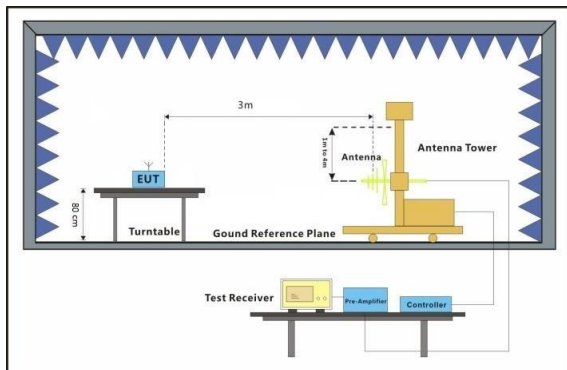 3m
1m to 4m
Antenna
Antenna Tower
EUT
80 cm
Turntable
Gound Reference Plane
Test Receiver
Pre-Amplifier
Controller